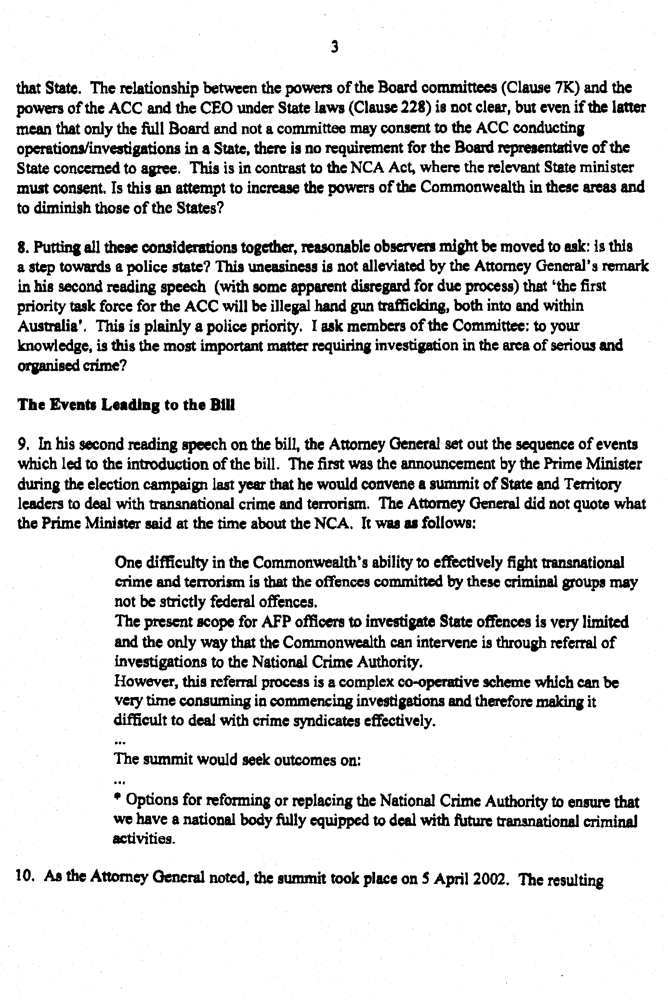 3
that State. The relationship between the powers of the Board committees (Clause 7K) and the
powers of the ACC and the CEO under State laws (Clause 228) is not clear, but even if the latter
mean that only the full Board and not a committee may consent to the ACC conducting
operations/investigations in a State, there is no requirement for the Board representative of the
State concerned to agree. This is in contrast to the NCA Act, where the relevant State minister
must consent. Is this an attempt to increase the powers of the Commonwealth in these areas and
to diminish those of the States?
8. Putting all these considerations together, reasonable observers might be moved to ask: is this
a step towards a police state? This uneasiness is not alleviated by the Attorney General's remark
in his second reading speech (with some apparent disregard for due process) that 'the first
priority task force for the ACC will be illegal hand gun trafficking, both into and within
Australia'. This is plainly a police priority. I ask members of the Committee: to your
knowledge, is this the most important matter requiring investigation in the area of serious and
organised crime?
The Events Leading to the Bill
9. In his second reading speech on the bill, the Attorney General set out the sequence of events
which led to the introduction of the bill. The first was the announcement by the Prime Minister
during the election campaign last year that he would convene a summit of State and Territory
leaders to deal with transnational crime and terrorism. The Attorney General did not quote what
the Prime Minister said at the time about the NCA. It was as follows:
One difficulty in the Commonwealth's ability to effectively fight transnational
crime and terrorism is that the offences committed by these criminal groups may
not be strictly federal offences.
The present scope for AFP officers to investigate State offences is very limited
and the only way that the Commonwealth can intervene is through referral of
investigations to the National Crime Authority.
However, this referral process is a complex co-operative scheme which can be
very time consuming in commencing investigations and therefore making it
difficult to deal with crime syndicates effectively.
...
The summit would seek outcomes on:
...
* Options for reforming or replacing the National Crime Authority to ensure that
we have a national body fully equipped to deal with future transnational criminal
activities.
10. As the Attorney General noted, the summit took place on 5 April 2002. The resulting